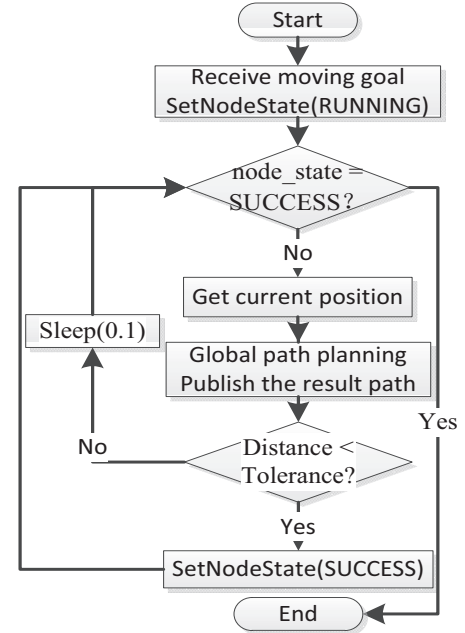 Start
Receive moving goal
SetNodeState(RUNNING)
node_state =
SUCCESS?
No
Get current position
Sleep(0.1)
Global path planning
Publish the result path
Yes
No
Distance <
Tolerance?
Yes
SetNodeState(SUCCESS)
End